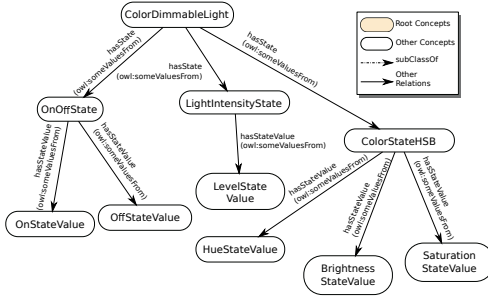 ColorDimmableLight
Root Concepts
Other Concepts
subClassOf
Other
Relations
hasState
(owl:someValuesFrom)
hasState
(owl:someValuesFrom)
hasState
(owl:someValuesFrom)
OnOffState
LightIntensityState
ColorStateHSB
hasStateValue
(owl:someValuesFrom)
hasStateValue
(owl:someValuesFrom)
hasStateValue
(owl:someValuesFrom)
hasStateValue
(owl:someValuesFrom)
hasStateValue
(owl:someValuesFrom)
hasStateValue
(owl:someValuesFrom)
OnStateValue
OffStateValue
LevelState
Value
HueStateValue
Brightness
StateValue
Saturation
StateValue